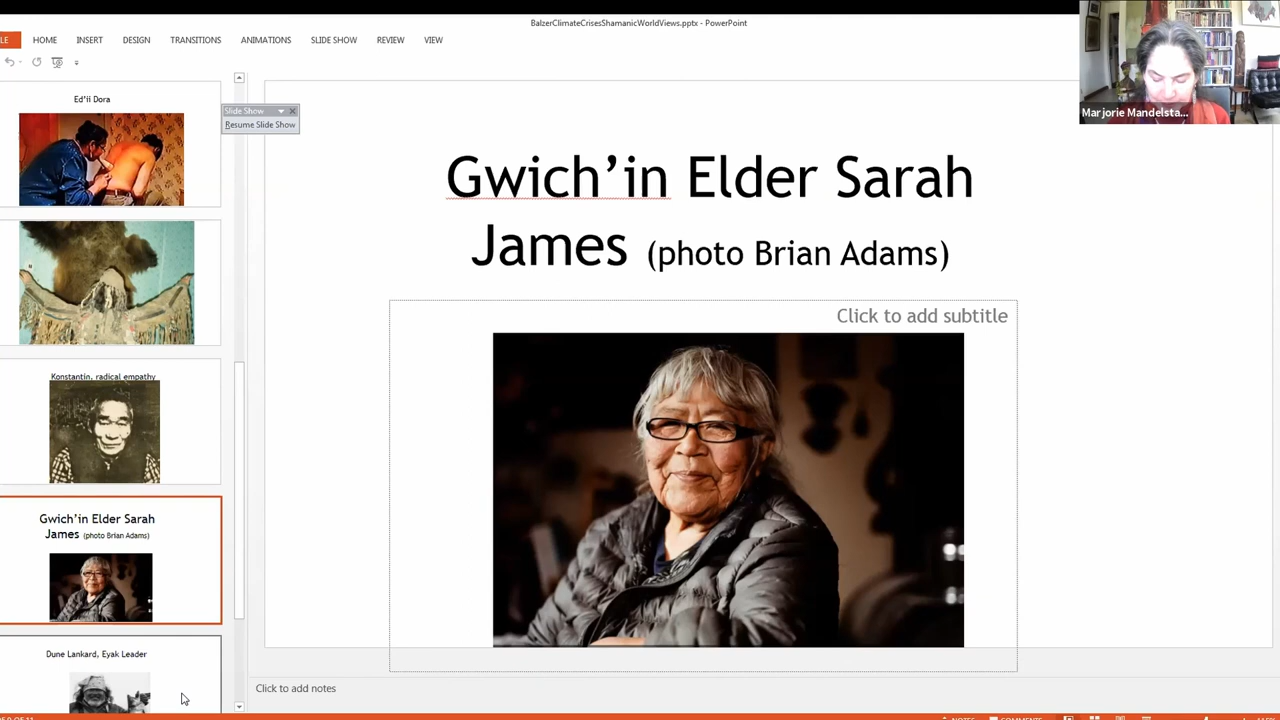 BalzerClimateCrisesShamanicWorldViews.pptx - PowerPoint
HOME INSERT DESIGN TRANSITIONS ANIMATIONS SLIDE SHOW REVIEW VIEW
Marjorie Mandelsta...
Ed'ii Dora
Slide Show
Resume Slide Show
Konstantin, radical empathy
Gwich'in Elder Sarah
James (photo Brian Adams)
Dune Lankard, Eyak Leader
Gwich’in Elder Sarah
James (photo Brian Adams)
Click to add subtitle
Click to add notes
NOTES COMMENTS